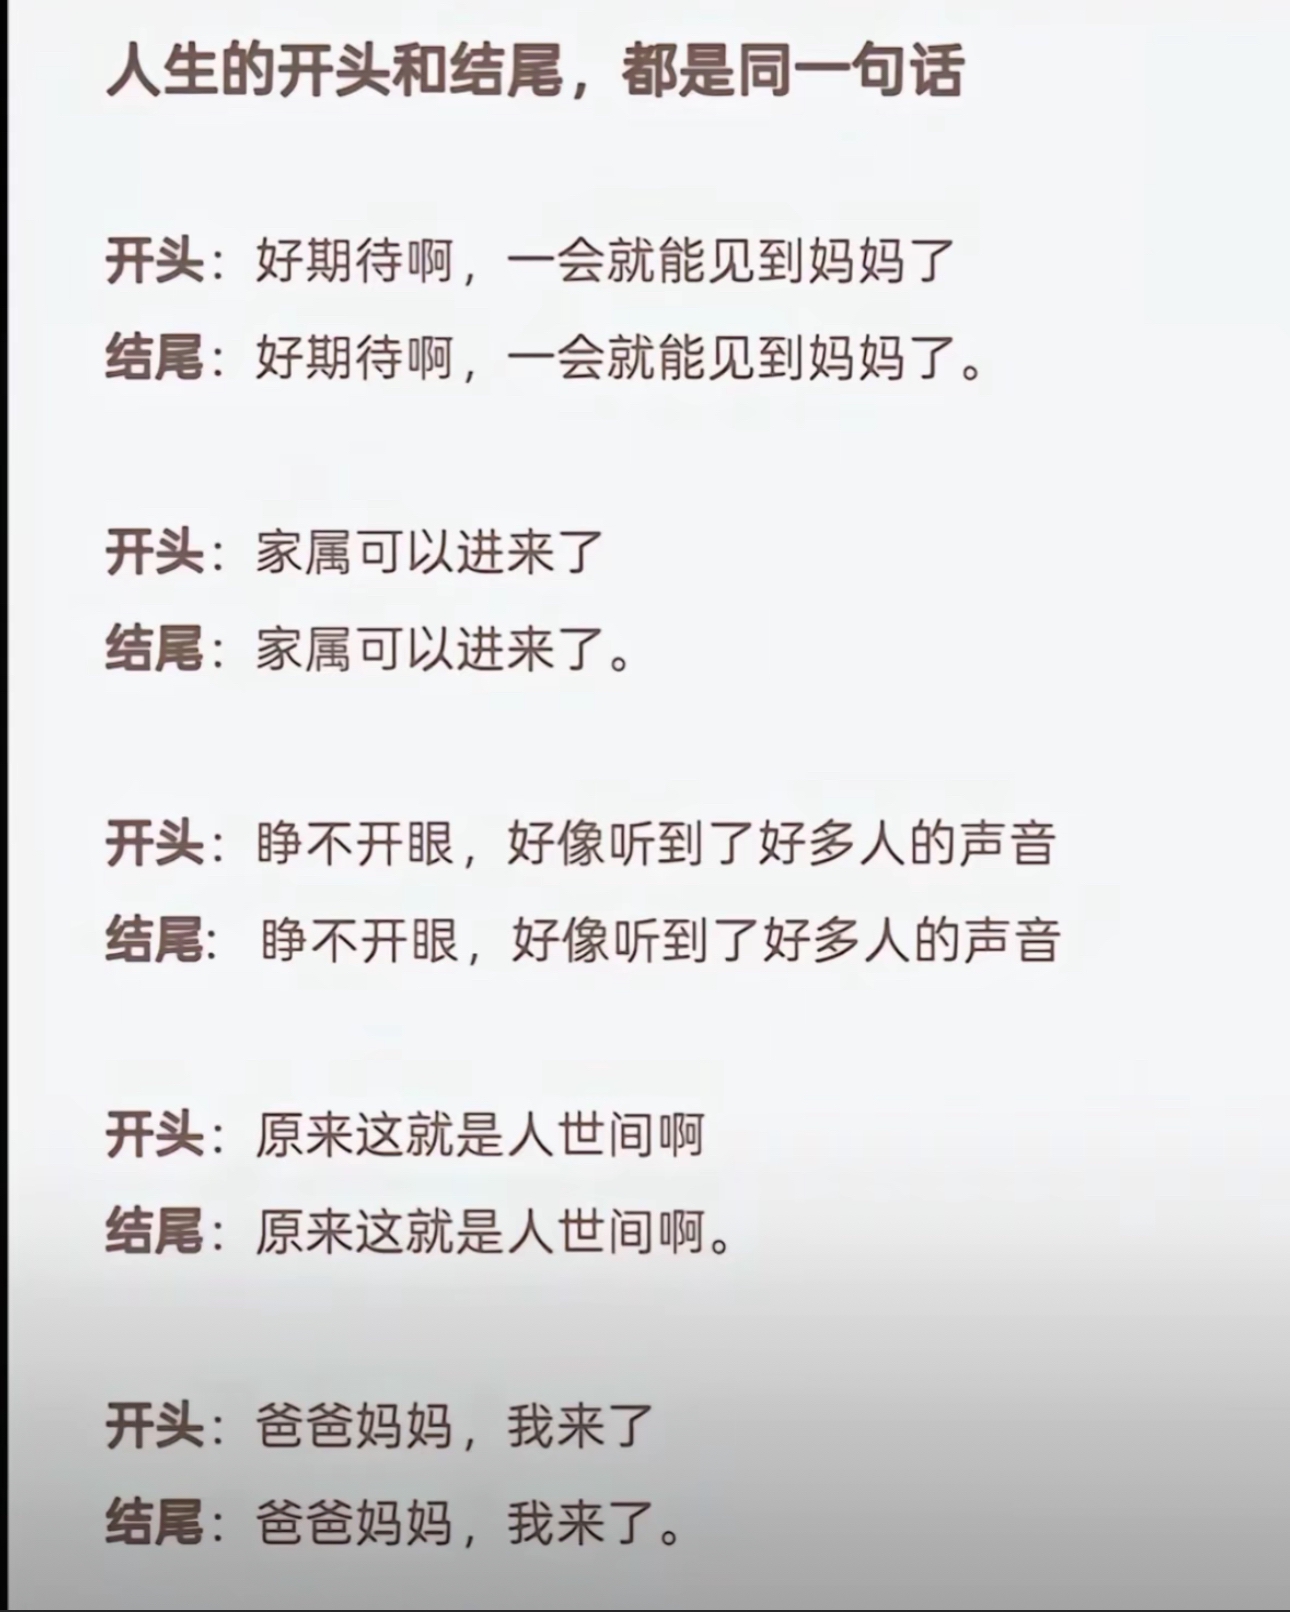 人生的开头和结尾，都是同一句话
开头：好期待啊，一会就能见到妈妈了
结尾：好期待啊，一会就能见到妈妈了。
开头：家属可以进来了
结尾：家属可以进来了。
开头：睁不开眼，好像听到了好多人的声音
结尾: 睁不开眼，好像听到了好多人的声音
开头：原来这就是人世间啊
结尾：原来这就是人世间啊。
开头：爸爸妈妈，我来了
结尾：爸爸妈妈，我来了。